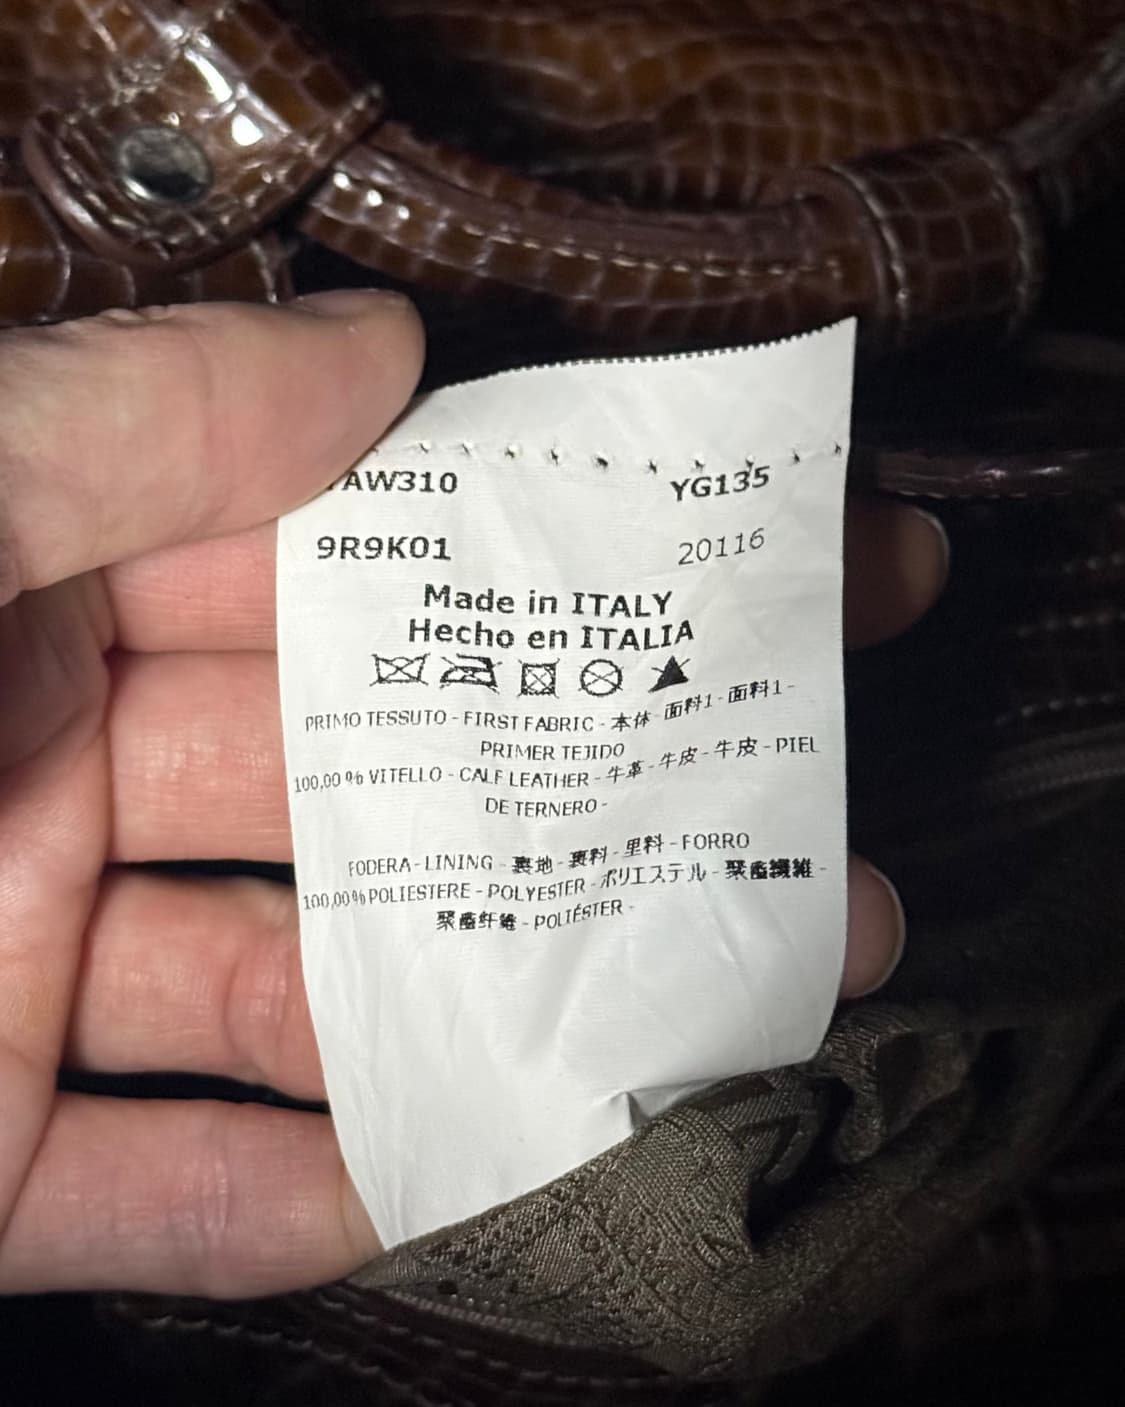 AW310 YG135
9R9K01 20116
Made in ITALY
Hecho en ITALIA
PRIMO TESSUTO - FIRST FABRIC - 本体 - 面料1 - 面料1 -
PRIMER TEJIDO
100,00 % VITELLO - CALF LEATHER - 牛革 - 牛皮 - 牛皮 - PIEL
DE TERNERO -
FODERA - LINING - 裏地 - 裏料 - 里料 - FORRO
100,00 % POLIESTERE - POLYESTER - ポリエステル - 聚酯纖維 -
聚酯纤维 - POLIÉSTER -